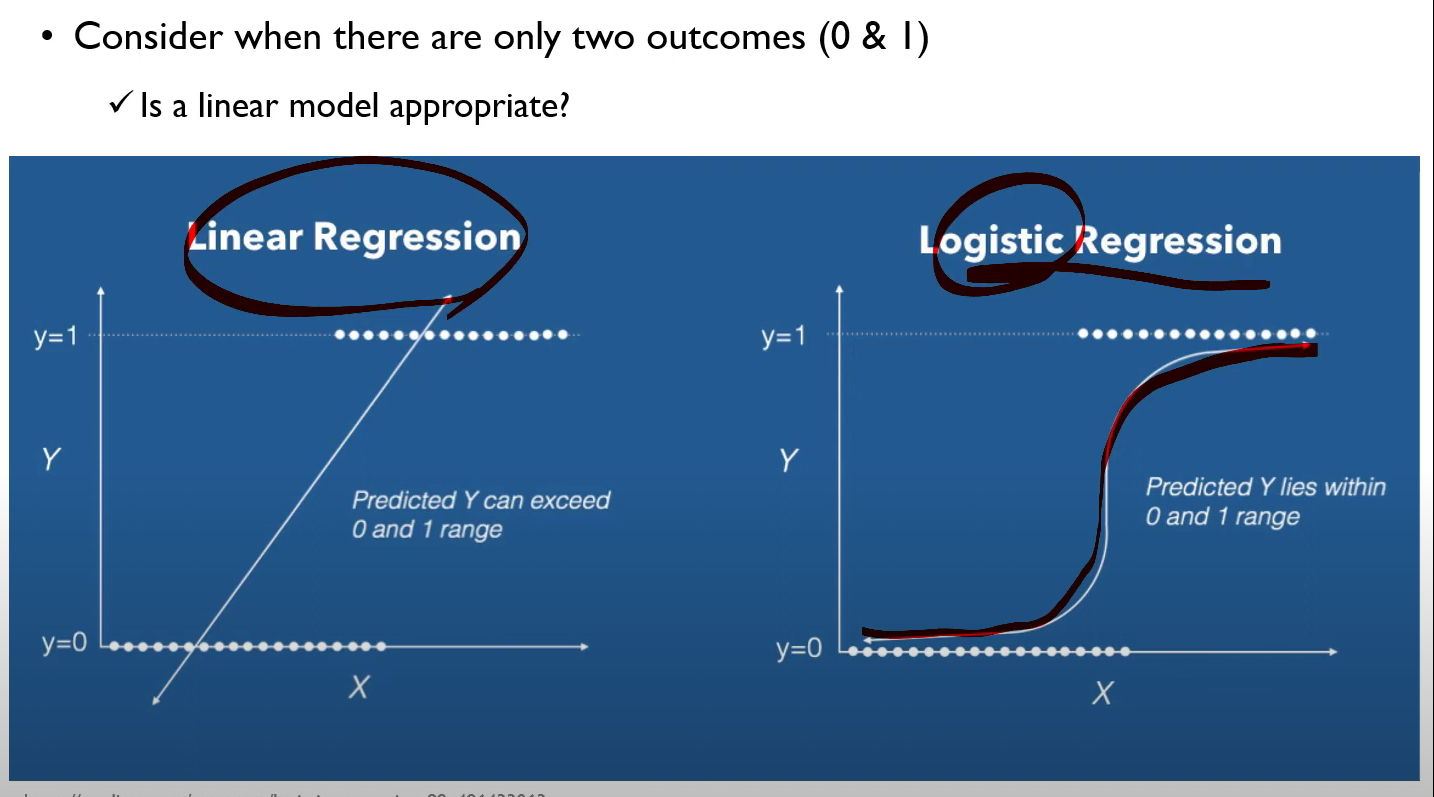 • Consider when there are only two outcomes (0 & 1)
✓ Is a linear model appropriate?
Linear Regression
y=1
Y
Predicted Y can exceed
0 and 1 range
y=0
X
Logistic Regression
y=1
Y
Predicted Y lies within
0 and 1 range
y=0
X